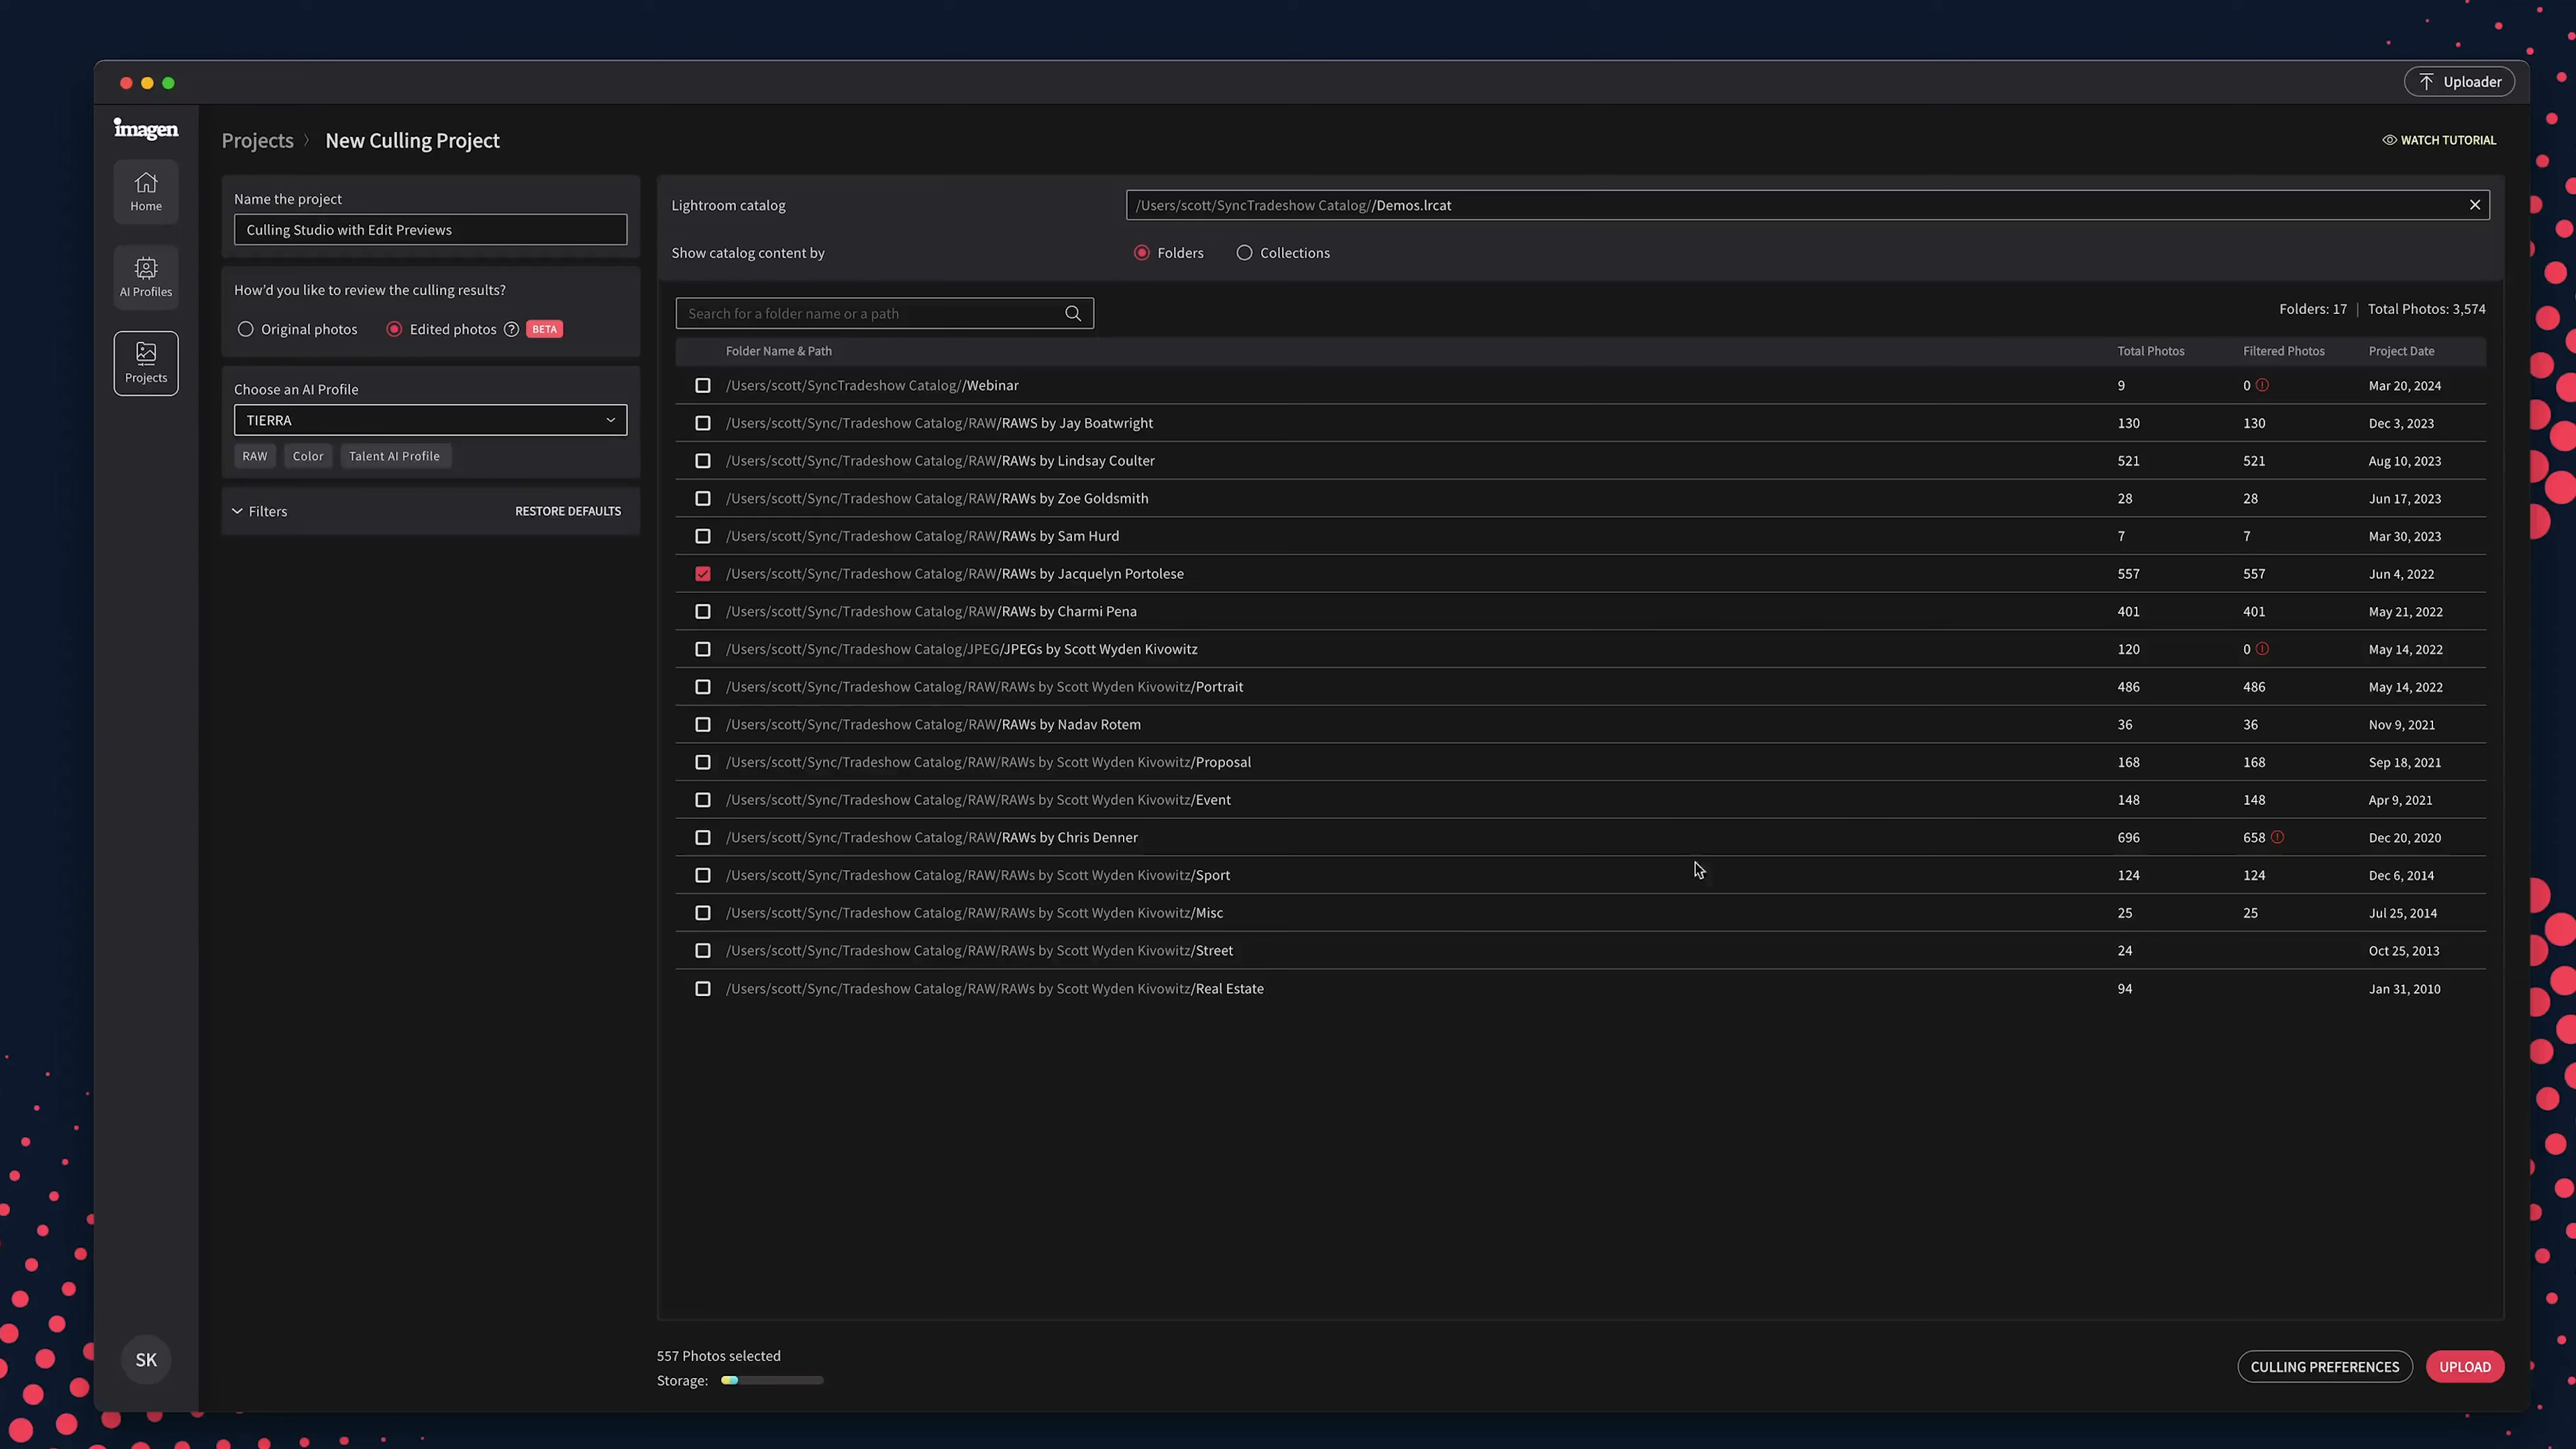 Uploader
imagen
Projects > New Culling Project
WATCH TUTORIAL
Home
AI Profiles
Projects
Name the project
Culling Studio with Edit Previews
How'd you like to review the culling results?
Original photos
Edited photos ? BETA
Choose an AI Profile
TIERRA
RAW Color Talent AI Profile
Filters RESTORE DEFAULTS
Lightroom catalog /Users/scott/SyncTradeshow Catalog//Demos.lrcat
Show catalog content by Folders Collections
Search for a folder name or a path
Folders: 17 | Total Photos: 3,574
Folder Name & Path Total Photos Filtered Photos Project Date
/Users/scott/SyncTradeshow Catalog//Webinar 9 0 Mar 20, 2024
/Users/scott/Sync/Tradeshow Catalog/RAW/RAWS by Jay Boatwright 130 130 Dec 3, 2023
/Users/scott/Sync/Tradeshow Catalog/RAW/RAWs by Lindsay Coulter 521 521 Aug 10, 2023
/Users/scott/Sync/Tradeshow Catalog/RAW/RAWs by Zoe Goldsmith 28 28 Jun 17, 2023
/Users/scott/Sync/Tradeshow Catalog/RAW/RAWs by Sam Hurd 7 7 Mar 30, 2023
/Users/scott/Sync/Tradeshow Catalog/RAW/RAWs by Jacquelyn Portolese 557 557 Jun 4, 2022
/Users/scott/Sync/Tradeshow Catalog/RAW/RAWs by Charmi Pena 401 401 May 21, 2022
/Users/scott/Sync/Tradeshow Catalog/JPEG/JPEGs by Scott Wyden Kivowitz 120 0 May 14, 2022
/Users/scott/Sync/Tradeshow Catalog/RAW/RAWs by Scott Wyden Kivowitz/Portrait 486 486 May 14, 2022
/Users/scott/Sync/Tradeshow Catalog/RAW/RAWs by Nadav Rotem 36 36 Nov 9, 2021
/Users/scott/Sync/Tradeshow Catalog/RAW/RAWs by Scott Wyden Kivowitz/Proposal 168 168 Sep 18, 2021
/Users/scott/Sync/Tradeshow Catalog/RAW/RAWs by Scott Wyden Kivowitz/Event 148 148 Apr 9, 2021
/Users/scott/Sync/Tradeshow Catalog/RAW/RAWs by Chris Denner 696 658 Dec 20, 2020
/Users/scott/Sync/Tradeshow Catalog/RAW/RAWs by Scott Wyden Kivowitz/Sport 124 124 Dec 6, 2014
/Users/scott/Sync/Tradeshow Catalog/RAW/RAWs by Scott Wyden Kivowitz/Misc 25 25 Jul 25, 2014
/Users/scott/Sync/Tradeshow Catalog/RAW/RAWs by Scott Wyden Kivowitz/Street 24 Oct 25, 2013
/Users/scott/Sync/Tradeshow Catalog/RAW/RAWs by Scott Wyden Kivowitz/Real Estate 94 Jan 31, 2010
SK
557 Photos selected
Storage:
CULLING PREFERENCES
UPLOAD